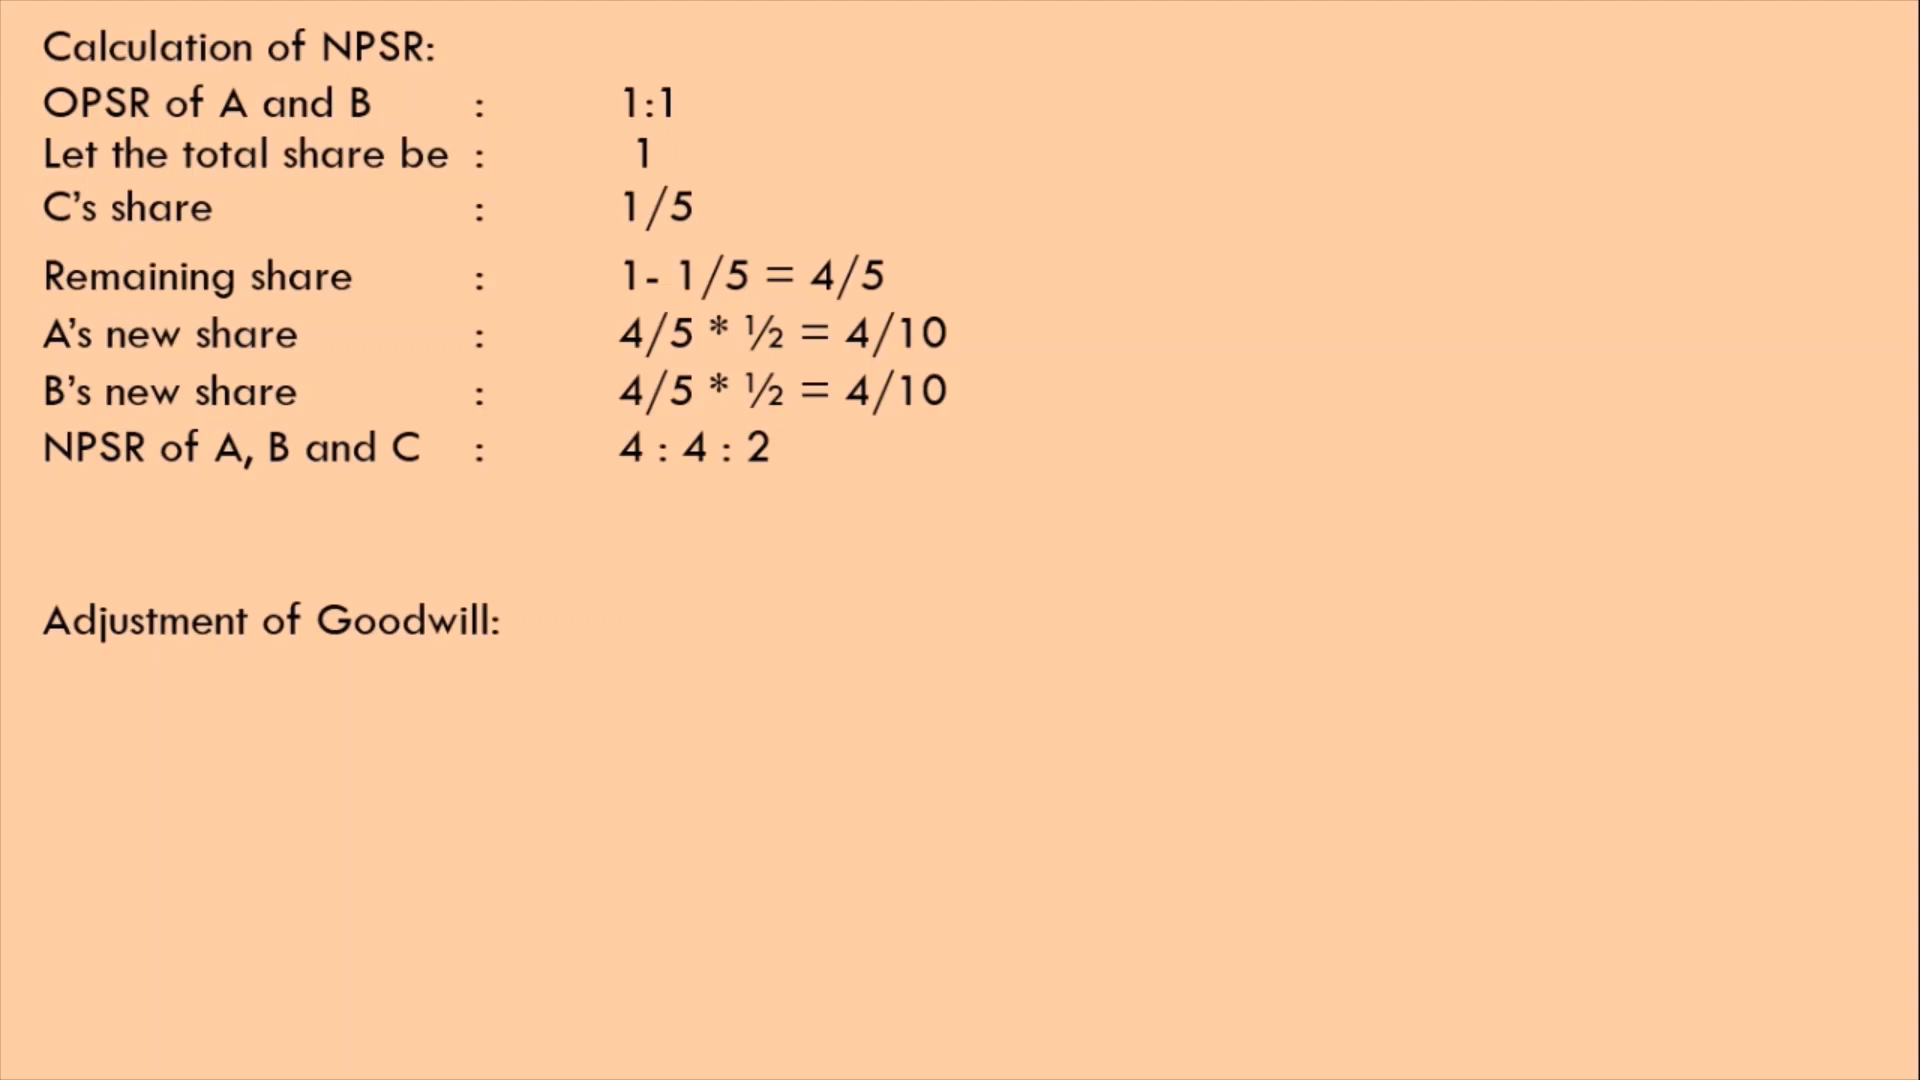 Calculation of NPSR:
OPSR of A and B : 1:1
Let the total share be : 1
C’s share : 1/5
Remaining share : 1- 1/5 = 4/5
A’s new share : 4/5 * ½ = 4/10
B’s new share : 4/5 * ½ = 4/10
NPSR of A, B and C : 4 : 4 : 2
Adjustment of Goodwill: